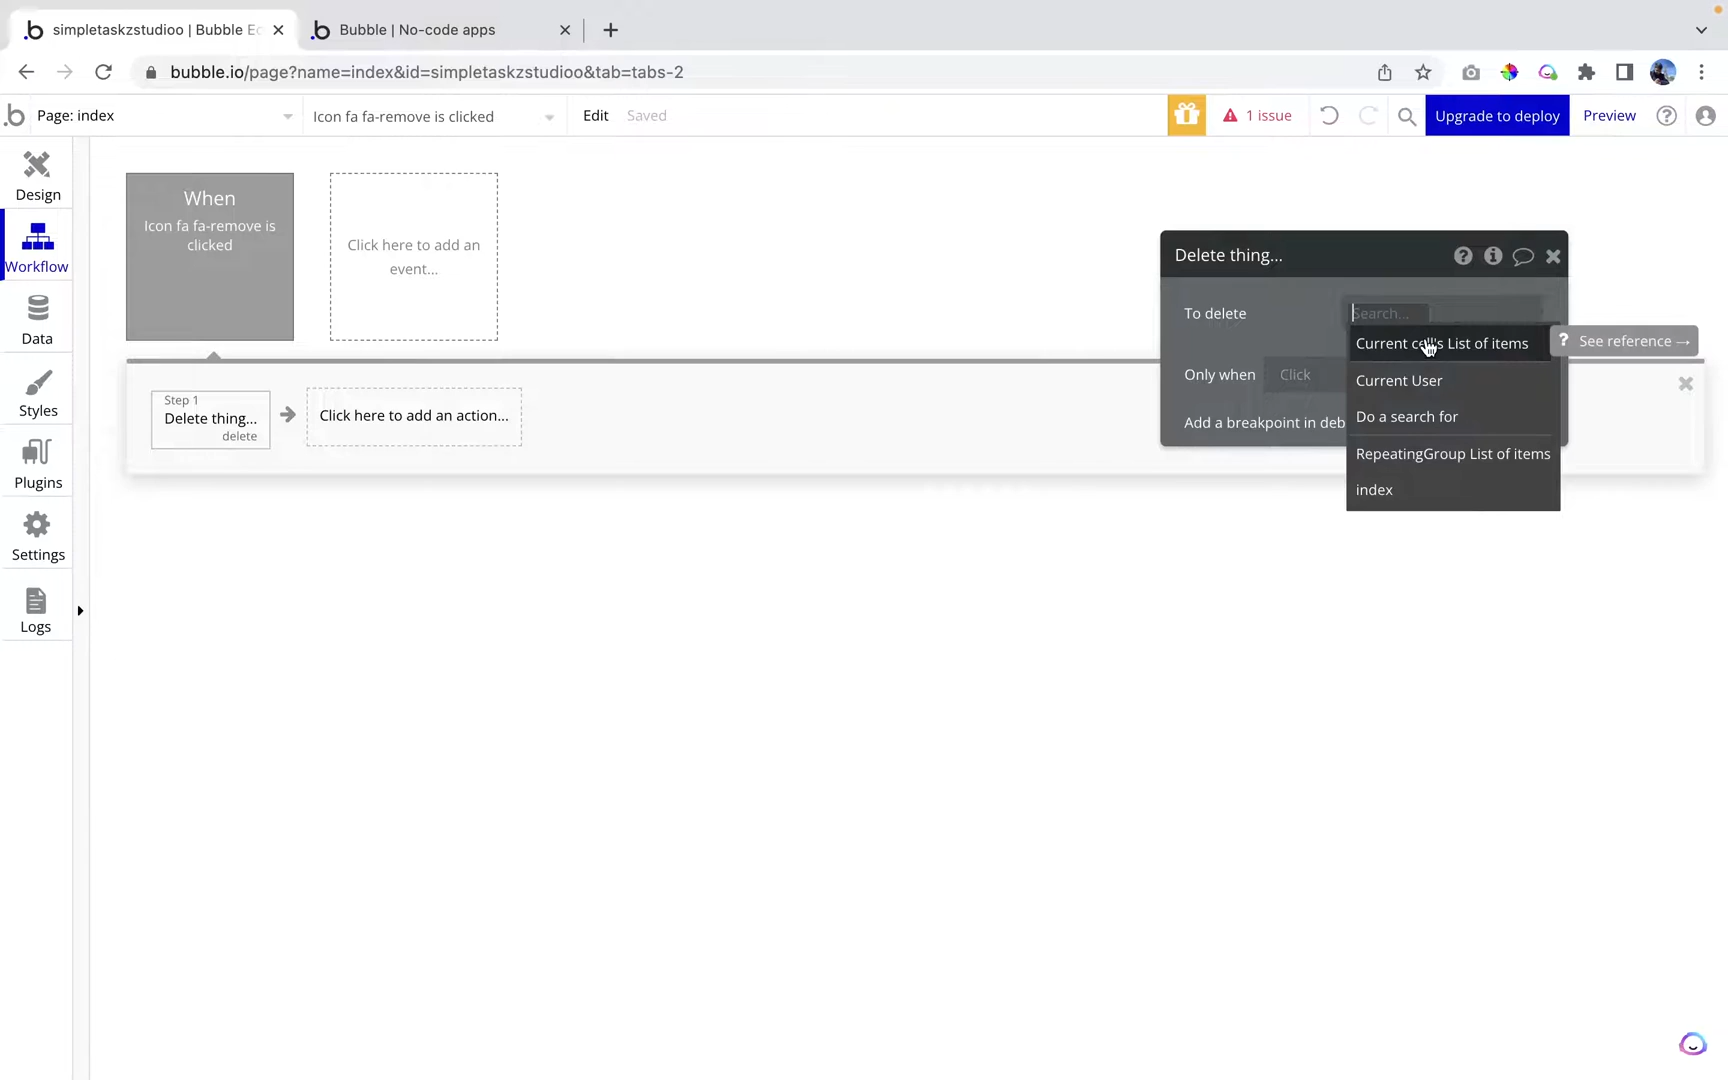 simpletaskzstudioo | Bubble Ec
Bubble | No-code apps
bubble.io/page?name=index&id=simpletaskzstudioo&tab=tabs-2
Page: index
Icon fa fa-remove is clicked
Edit
Saved
1 issue
Upgrade to deploy
Preview
Design
Workflow
Data
Styles
Plugins
Settings
Logs
When
Icon fa fa-remove is
clicked
Click here to add an
event...
Step 1
Delete thing...
delete
Click here to add an action...
Delete thing...
To delete
Search...
Only when
Click
Add a breakpoint in deb
Current cell's List of items
See reference →
Current User
Do a search for
RepeatingGroup List of items
index